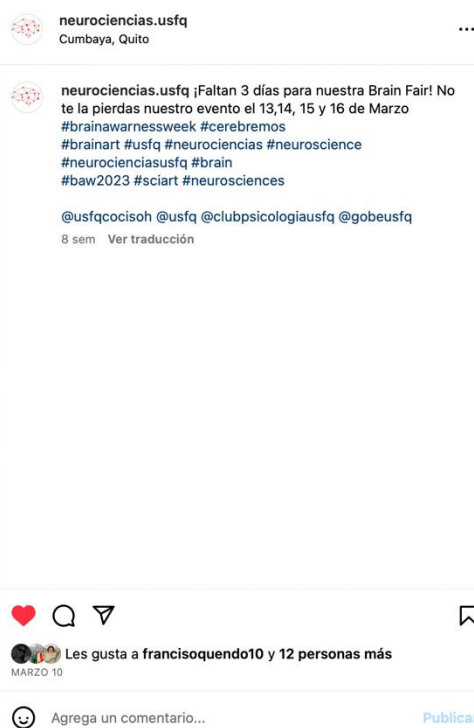 neurociencias.usfq
Cumbaya, Quito
neurociencias.usfq ¡Faltan 3 días para nuestra Brain Fair! No
te la pierdas nuestro evento el 13,14, 15 y 16 de Marzo
#brainawarnessweek #cerebremos
#brainart #usfq #neurociencias #neuroscience
#neurocienciasusfq #brain
#baw2023 #sciart #neurosciences
@usfqcocisoh @usfq @clubpsicologiausfq @gobeusfq
8 sem Ver traducción
Les gusta a francisoquendo10 y 12 personas más
MARZO 10
Agrega un comentario...
Publicar